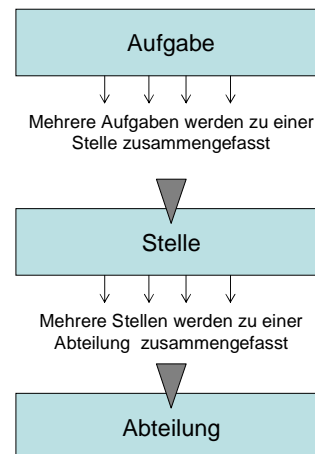 Aufgabe
Mehrere Aufgaben werden zu einer
Stelle zusammengefasst
Stelle
Mehrere Stellen werden zu einer
Abteilung zusammengefasst
Abteilung